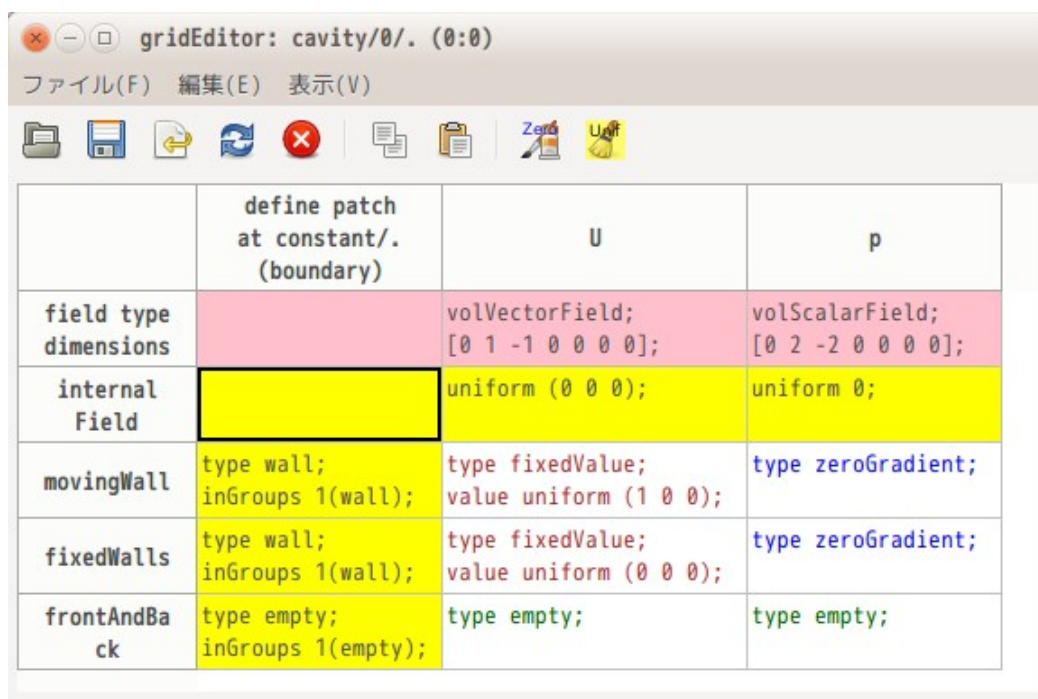 gridEditor: cavity/0/. (0:0)
ファイル(F) 編集(E) 表示(V)
Zero Unif
define patch
at constant/.
(boundary)
U
p
field type
dimensions
volVectorField;
[0 1 -1 0 0 0 0];
volScalarField;
[0 2 -2 0 0 0 0];
internal
Field
uniform (0 0 0);
uniform 0;
movingWall
type wall;
inGroups 1(wall);
type fixedValue;
value uniform (1 0 0);
type zeroGradient;
fixedWalls
type wall;
inGroups 1(wall);
type fixedValue;
value uniform (0 0 0);
type zeroGradient;
frontAndBa
ck
type empty;
inGroups 1(empty);
type empty;
type empty;